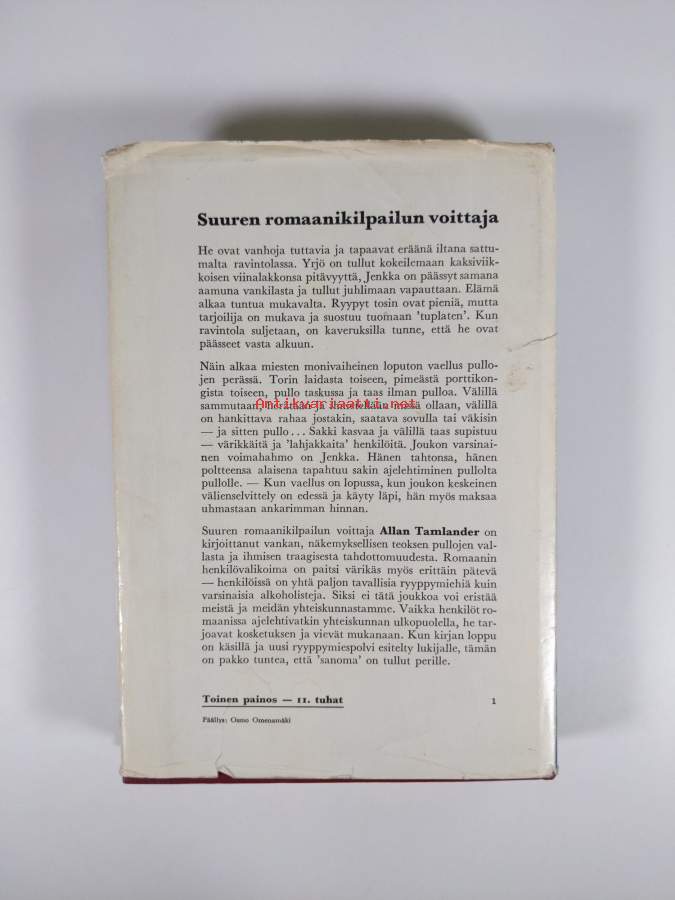 Suuren romaanikilpailun voittaja
He ovat vanhoja tuttavia ja tapaavat eräänä iltana sattu-
malta ravintolassa. Yrjö on tullut kokeilemaan kaksiviik-
koisen viinalakkonsa pitävyyttä, Jenkka on päässyt samana
aamuna vankilasta ja tullut juhlimaan vapauttaan. Elämä
alkaa tuntua mukavalta. Ryypyt tosin ovat pieniä, mutta
tarjoilija on mukava ja suostuu tuomaan 'tuplaten'. Kun
ravintola suljetaan, on kaveruksilla tunne, että he ovat
päässeet vasta alkuun.
Näin alkaa miesten monivaiheinen loputon vaellus pullo-
jen perässä. Torin laidasta toiseen, pimeästä porttikon-
gista toiseen, pullo taskussa ja taas ilman pulloa. Välillä
Antikvariaatti.net
sammutaan, herätään ja ihmetellään missä ollaan, välillä
on hankittava rahaa jostakin, saatava sovulla tai väkisin
— ja sitten pullo... Sakki kasvaa ja välillä taas supistuu
— värikkäitä ja 'lahjakkaita' henkilöitä. Joukon varsinai-
nen voimahahmo on Jenkka. Hänen tahtonsa, hänen
poltteensa alaisena tapahtuu sakin ajelehtiminen pullolta
pullolle. — Kun vaellus on lopussa, kun joukon keskeinen
välienselvittely on edessä ja käyty läpi, hän myös maksaa
uhmastaan ankarimman hinnan.
Suuren romaanikilpailun voittaja Allan Tamlander on
kirjoittanut vankan, näkemyksellisen teoksen pullojen val-
lasta ja ihmisen traagisesta tahdottomuudesta. Romaanin
henkilövalikoima on paitsi värikäs myös erittäin pätevä
— henkilöissä on yhtä paljon tavallisia ryyppymiehiä kuin
varsinaisia alkoholisteja. Siksi ei tätä joukkoa voi eristää
meistä ja meidän yhteiskunnastamme. Vaikka henkilöt ro-
maanissa ajelehtivatkin yhteiskunnan ulkopuolella, he tar-
joavat kosketuksen ja vievät mukanaan. Kun kirjan loppu
on käsillä ja uusi ryyppymiespolvi esitelty lukijalle, tämän
on pakko tuntea, että 'sanoma' on tullut perille.
Toinen painos — 11. tuhat 1
Päällys: Osmo Omenamäki